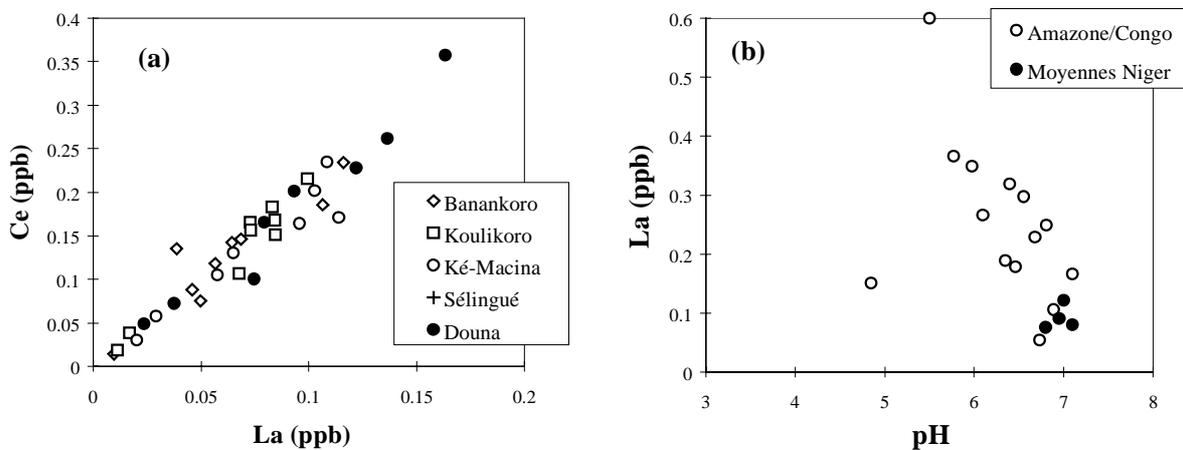 (a)
Ce (ppb)
0.4
0.35
0.3
0.25
0.2
0.15
0.1
0.05
0
0 0.05 0.1 0.15 0.2
La (ppb)
Banankoro
Koulikoro
Ké-Macina
Sélingué
Douna
(b)
La (ppb)
0.6
0.5
0.4
0.3
0.2
0.1
0
3 4 5 6 7 8
pH
Amazone/Congo
Moyennes Niger